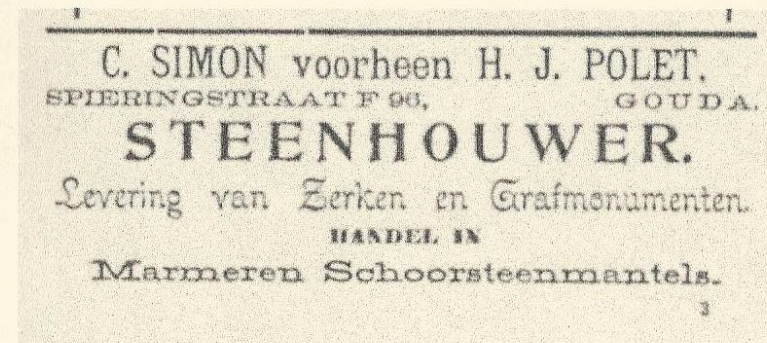 C. SIMON voorheen H. J. POLET.
SPIERINGSTRAAT F 96, GOUDA.
STEENHOUWER.
Levering van Zerken en Grafmonumenten.
HANDEL IN
Marmeren Schoorsteenmantels.
3